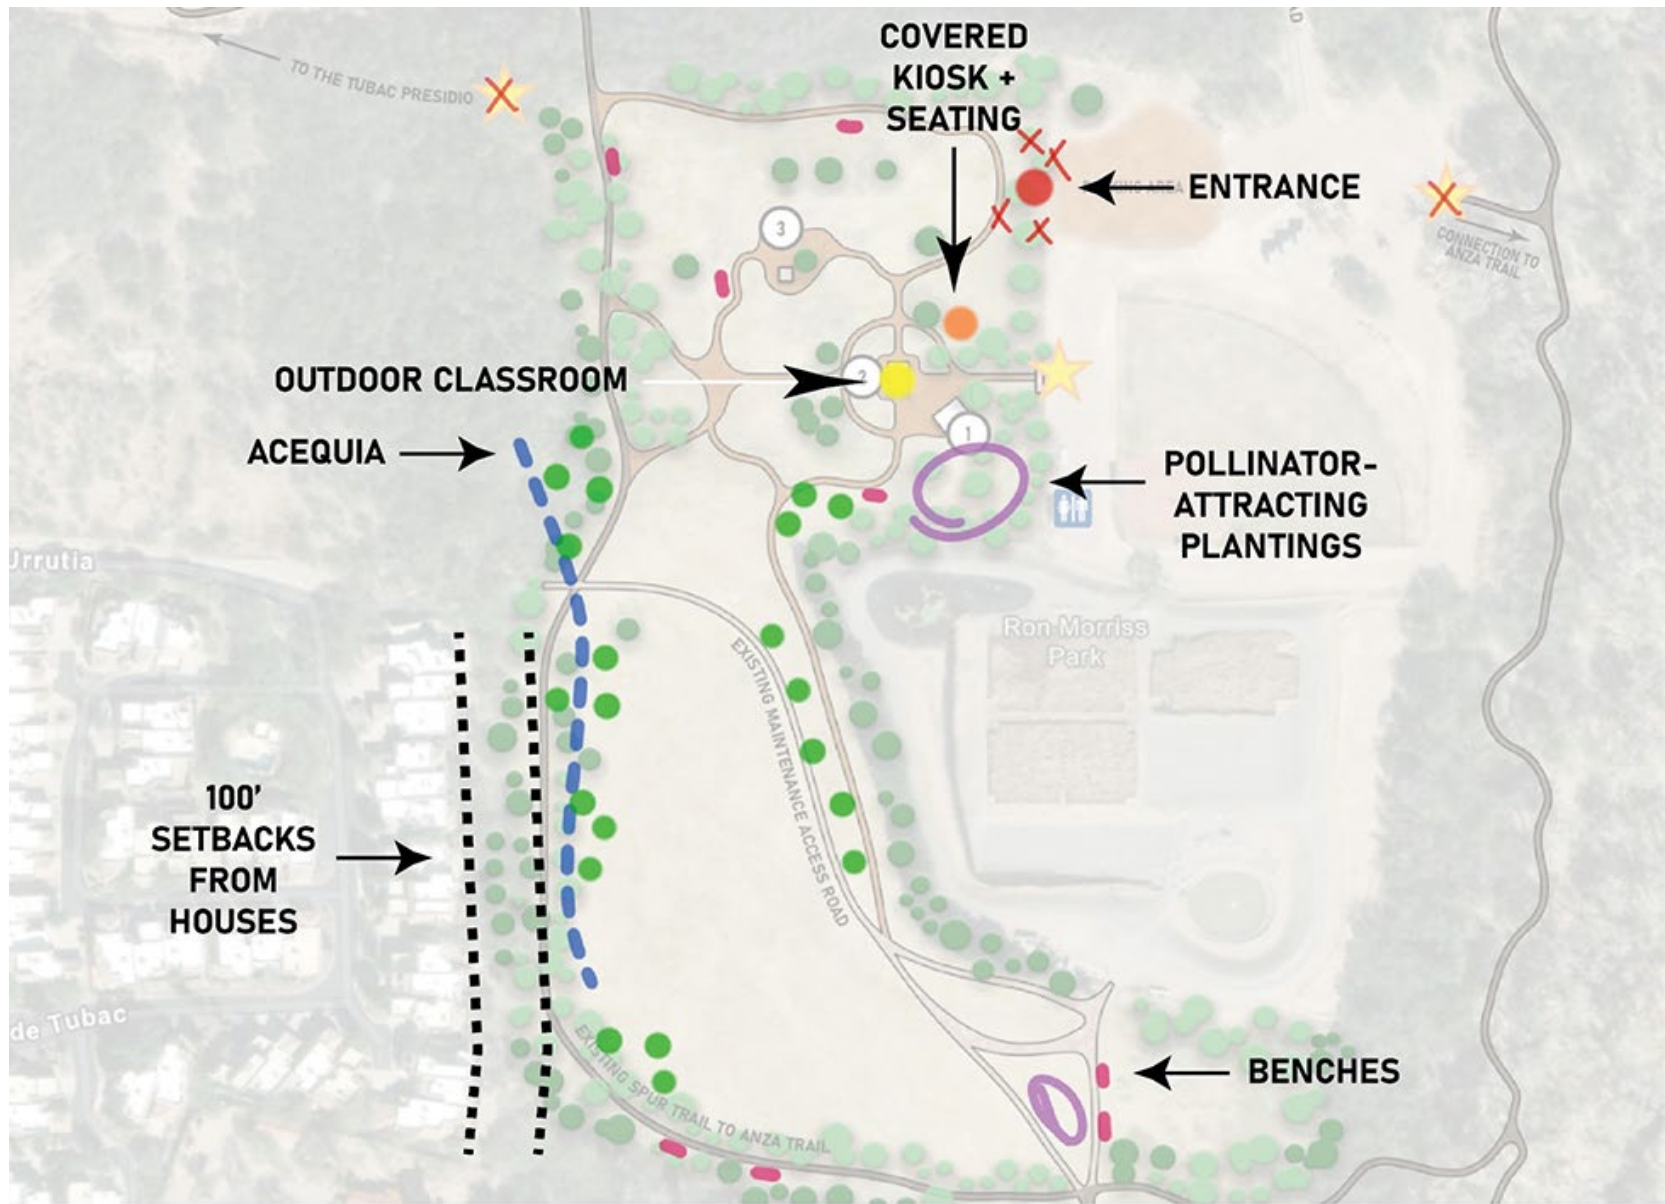 COVERED
KIOSK +
SEATING
TO THE TUBAC PRESIDIO
ENTRANCE
3
CONNECTION TO
ANZA TRAIL
OUTDOOR CLASSROOM
2
1
ACEQUIA
POLLINATOR-
ATTRACTING
PLANTINGS
Urrutia
Ron Morriss
Park
EXISTING MAINTENANCE ACCESS ROAD
100'
SETBACKS
FROM
HOUSES
de Tubac
EXISTING SPUR TRAIL TO ANZA TRAIL
BENCHES